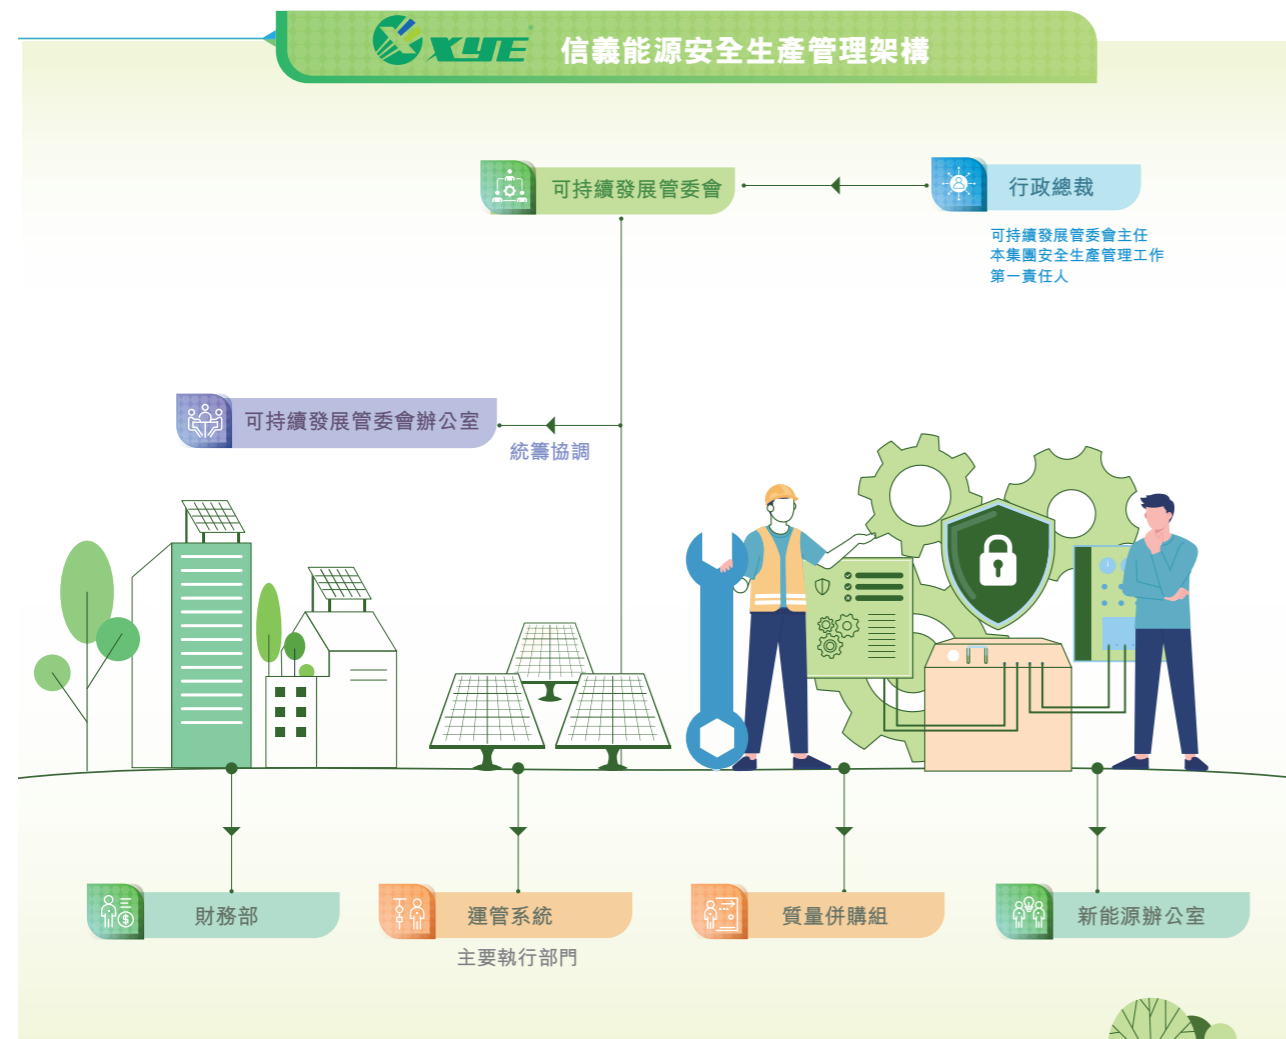 XYE 信義能源安全生產管理架構
可持續發展管委會
行政總裁
可持續發展管委會主任
本集團安全生產管理工作
第一責任人
可持續發展管委會辦公室
統籌協調
財務部
運管系統
質量併購組
新能源辦公室
主要執行部門